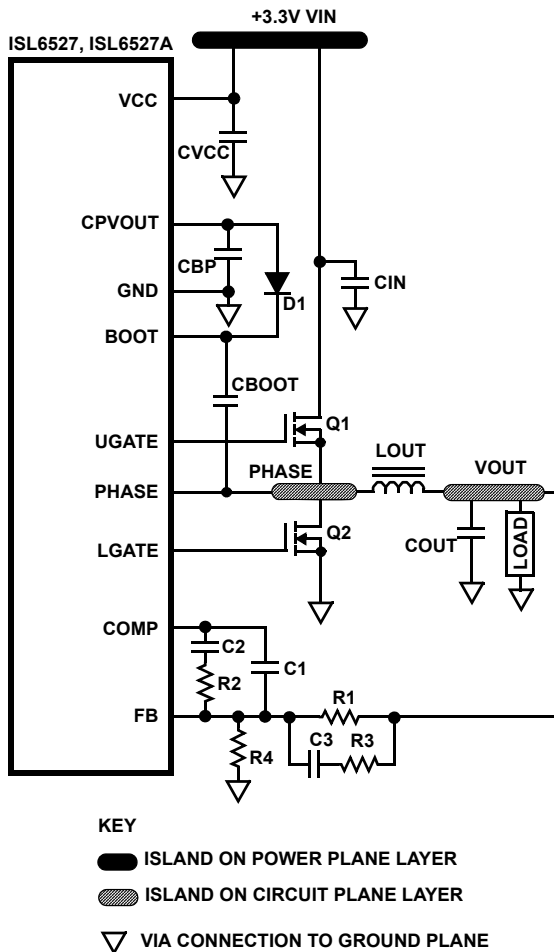 +3.3V VIN
ISL6527, ISL6527A
VCC
CVCC
CPVOUT
CBP
D1
CIN
GND
BOOT
CBOOT
Q1
UGATE
PHASE
LOUT
VOUT
PHASE
Q2
COUT
LOAD
LGATE
COMP
C2
C1
R2
R1
FB
C3
R3
R4
KEY
ISLAND ON POWER PLANE LAYER
ISLAND ON CIRCUIT PLANE LAYER
VIA CONNECTION TO GROUND PLANE